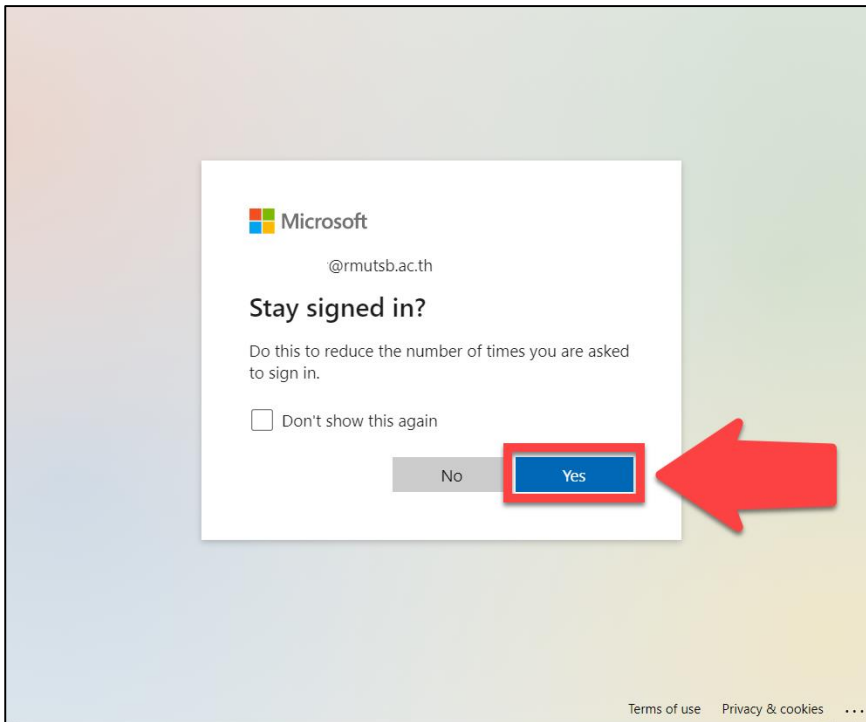 Microsoft
@rmutsb.ac.th
Stay signed in?
Do this to reduce the number of times you are asked
to sign in.
Don't show this again
No Yes
Terms of use Privacy & cookies ...